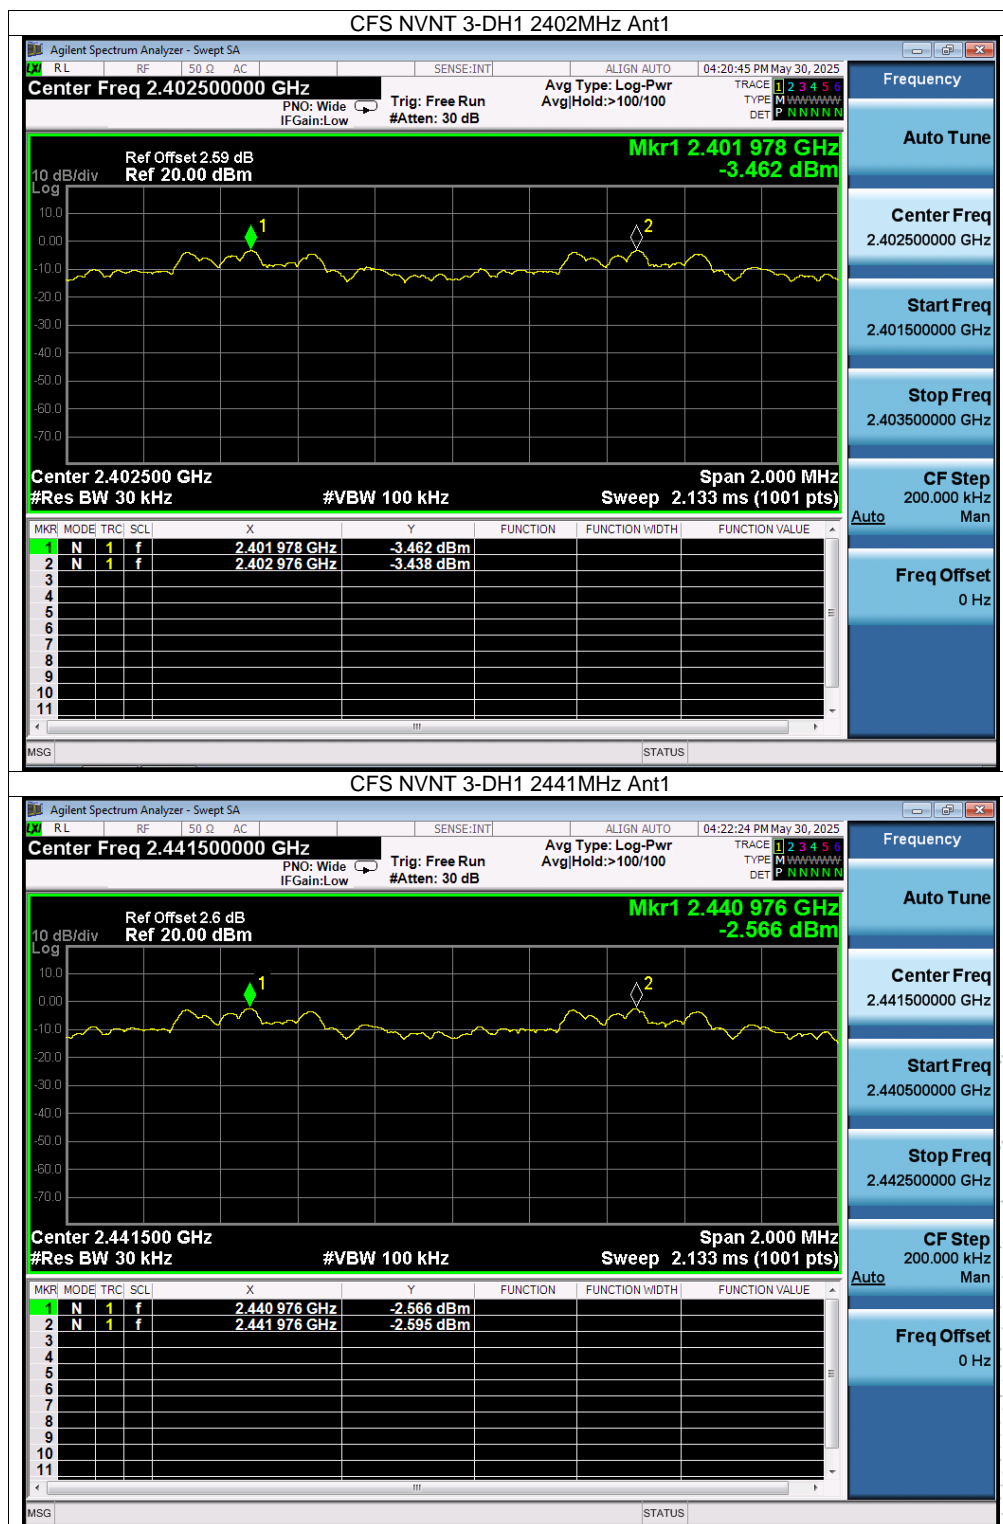 CFS NVNT 3-DH1 2402MHz Ant1
Agilent Spectrum Analyzer - Swept SA
LXI RL RF 50 Ω AC SENSE:INT ALIGN AUTO 04:20:45 PM May 30, 2025
Center Freq 2.402500000 GHz
PNO: Wide
IFGain:Low
Trig: Free Run
#Atten: 30 dB
Avg Type: Log-Pwr
Avg|Hold:>100/100
TRACE 1 2 3 4 5 6
TYPE M WWWWW
DET P N N N N N
Mkr1 2.401 978 GHz
-3.462 dBm
Ref Offset 2.59 dB
10 dB/div Ref 20.00 dBm
Log
10.0
0.00
-10.0
-20.0
-30.0
-40.0
-50.0
-60.0
-70.0
1
2
Center 2.402500 GHz Span 2.000 MHz
#Res BW 30 kHz #VBW 100 kHz Sweep 2.133 ms (1001 pts)
MKR MODE TRC SCL X Y FUNCTION FUNCTION WIDTH FUNCTION VALUE
1 N 1 f 2.401 978 GHz -3.462 dBm
2 N 1 f 2.402 976 GHz -3.438 dBm
3
4
5
6
7
8
9
10
11
MSG STATUS
Frequency
Auto Tune
Center Freq
2.402500000 GHz
Start Freq
2.401500000 GHz
Stop Freq
2.403500000 GHz
CF Step
200.000 kHz
Auto Man
Freq Offset
0 Hz
CFS NVNT 3-DH1 2441MHz Ant1
Agilent Spectrum Analyzer - Swept SA
LXI RL RF 50 Ω AC SENSE:INT ALIGN AUTO 04:22:24 PM May 30, 2025
Center Freq 2.441500000 GHz
PNO: Wide
IFGain:Low
Trig: Free Run
#Atten: 30 dB
Avg Type: Log-Pwr
Avg|Hold:>100/100
TRACE 1 2 3 4 5 6
TYPE M WWWWW
DET P N N N N N
Mkr1 2.440 976 GHz
-2.566 dBm
Ref Offset 2.6 dB
10 dB/div Ref 20.00 dBm
Log
10.0
0.00
-10.0
-20.0
-30.0
-40.0
-50.0
-60.0
-70.0
1
2
Center 2.441500 GHz Span 2.000 MHz
#Res BW 30 kHz #VBW 100 kHz Sweep 2.133 ms (1001 pts)
MKR MODE TRC SCL X Y FUNCTION FUNCTION WIDTH FUNCTION VALUE
1 N 1 f 2.440 976 GHz -2.566 dBm
2 N 1 f 2.441 976 GHz -2.595 dBm
3
4
5
6
7
8
9
10
11
MSG STATUS
Frequency
Auto Tune
Center Freq
2.441500000 GHz
Start Freq
2.440500000 GHz
Stop Freq
2.442500000 GHz
CF Step
200.000 kHz
Auto Man
Freq Offset
0 Hz